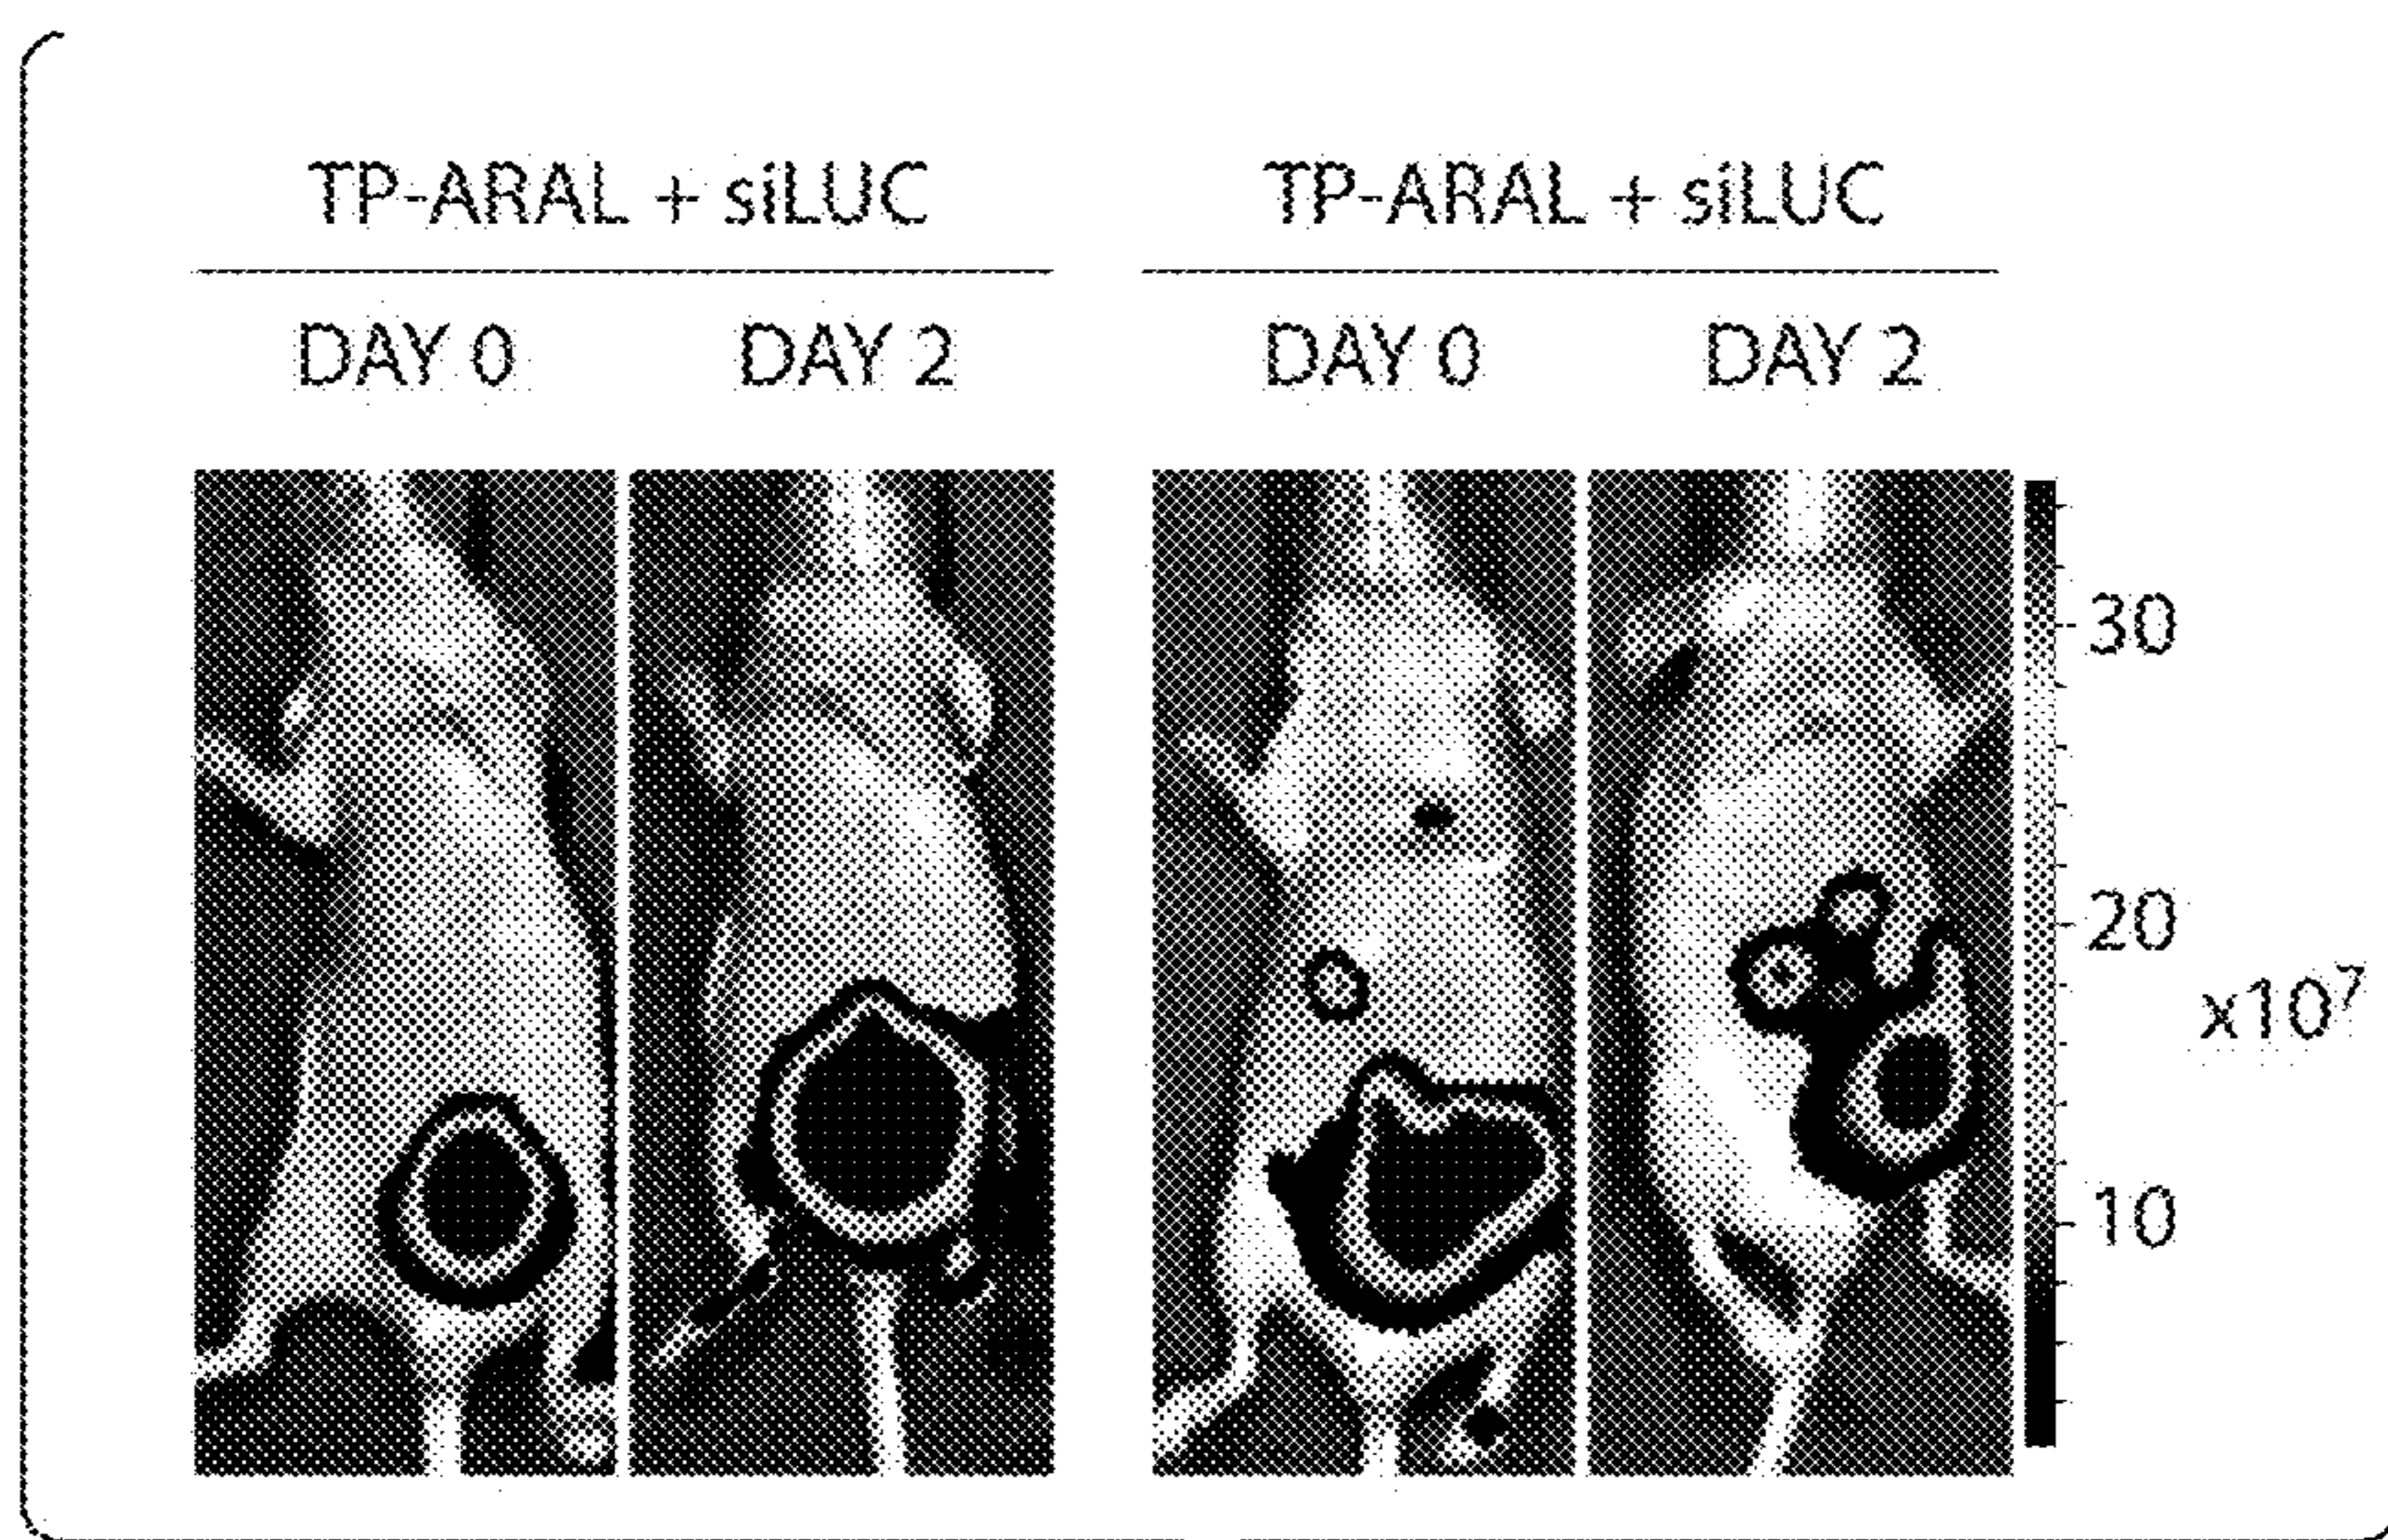 TP-ARAL + siLUC TP-ARAL + siLUC
DAY 0 DAY 2 DAY 0 DAY 2
30
20
x10⁷
10